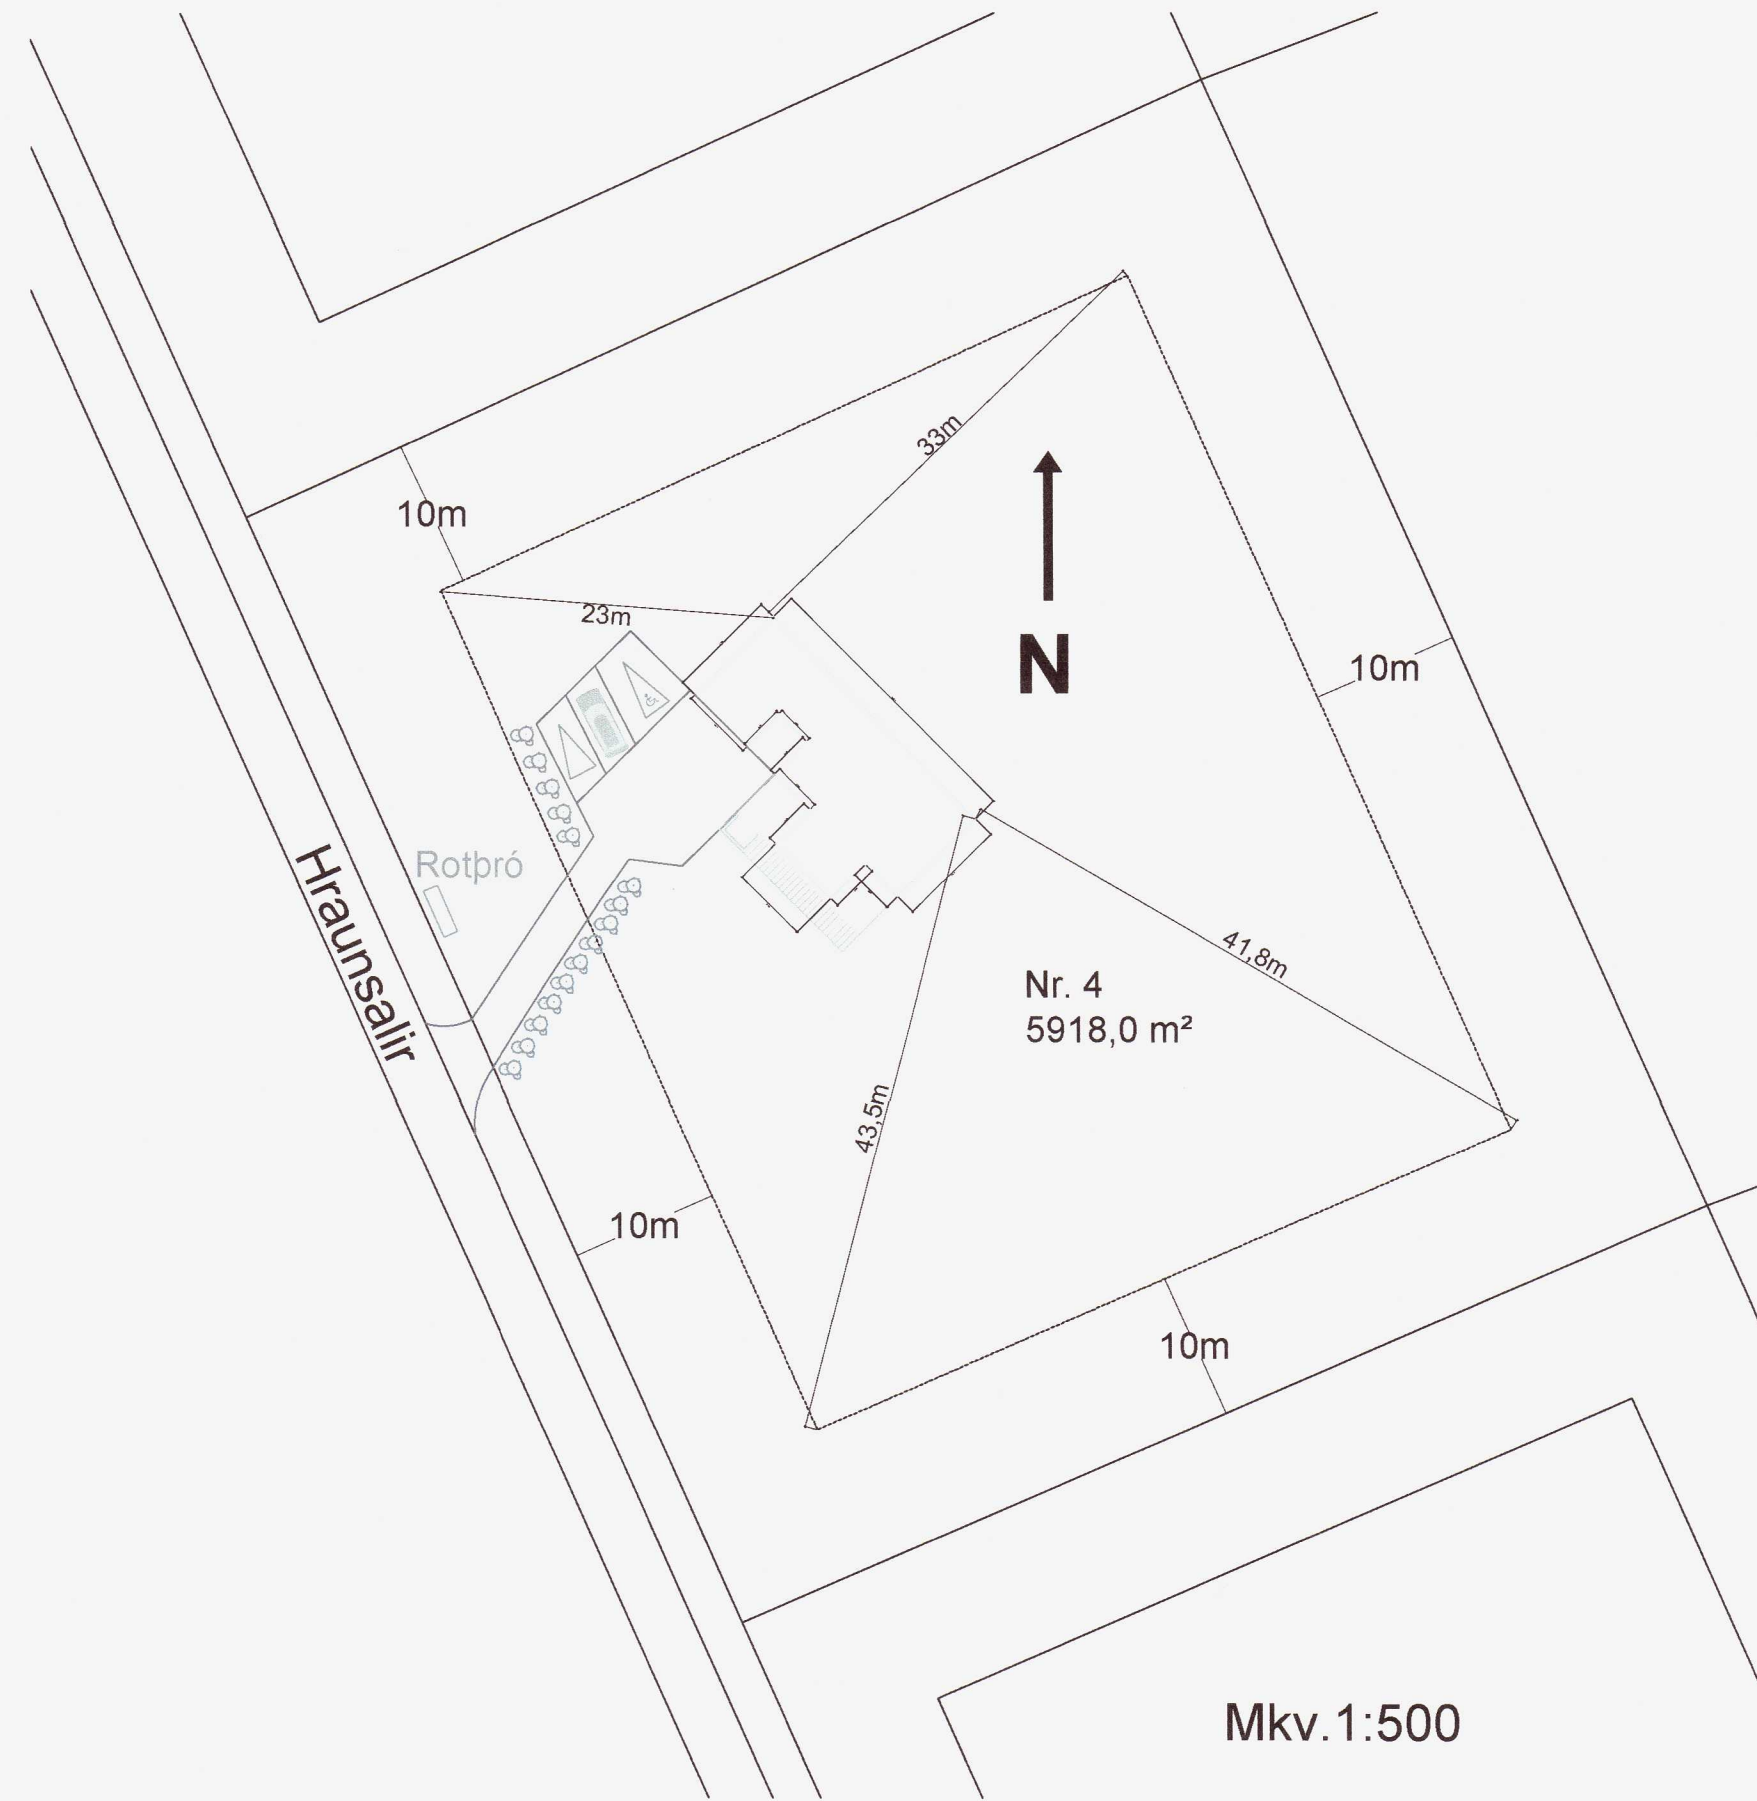 33m
10m
23m
N
10m
Rotþró
Hraunsalir
41,8m
Nr. 4
5918,0 m²
43,5m
10m
10m
Mkv.1:500